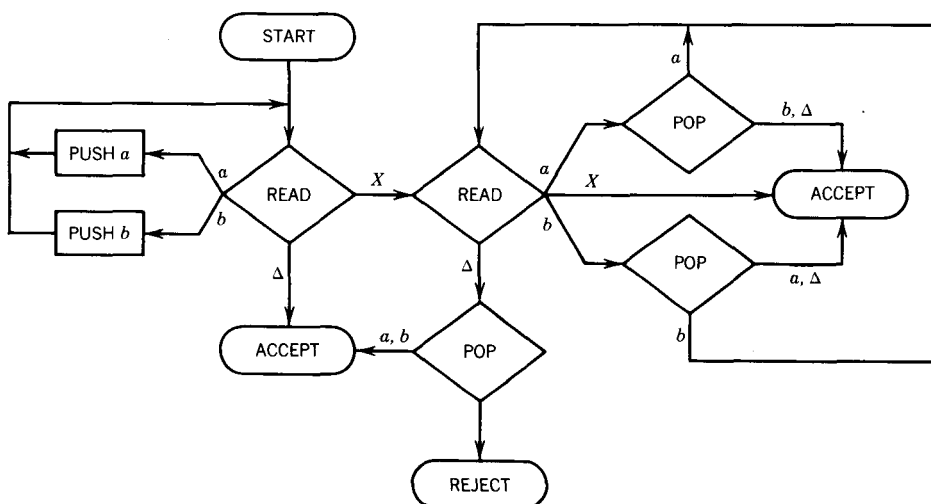 START
a
POP
b, Δ
PUSH a
a
READ
X
READ
a
X
ACCEPT
PUSH b
b
b
Δ
Δ
POP
a, Δ
b
ACCEPT
a, b
POP
REJECT